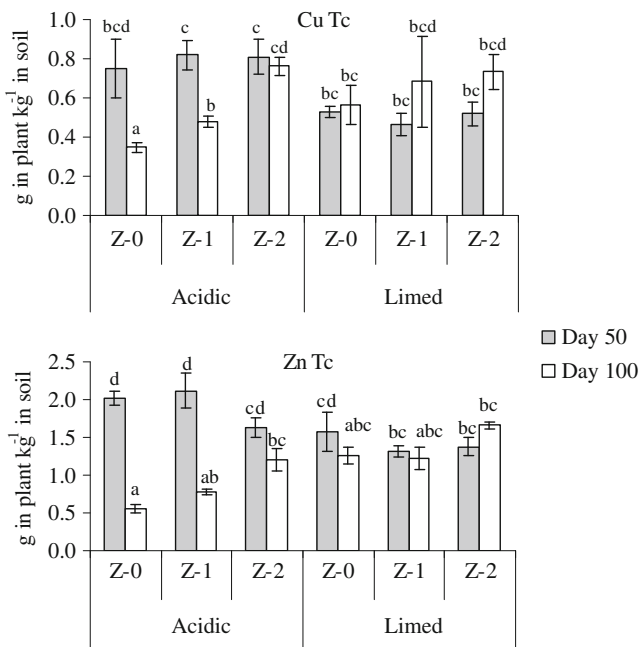 Cu Tc
g in plant kg-1 in soil
1.0
0.8
0.6
0.4
0.2
0.0
bcd a c b c cd bc bc bc bcd bc bcd
Z-0 Z-1 Z-2 Z-0 Z-1 Z-2
Acidic Limed
Day 50
Day 100
Zn Tc
g in plant kg-1 in soil
2.5
2.0
1.5
1.0
0.5
0.0
d a d ab cd bc cd abc bc abc bc bc
Z-0 Z-1 Z-2 Z-0 Z-1 Z-2
Acidic Limed